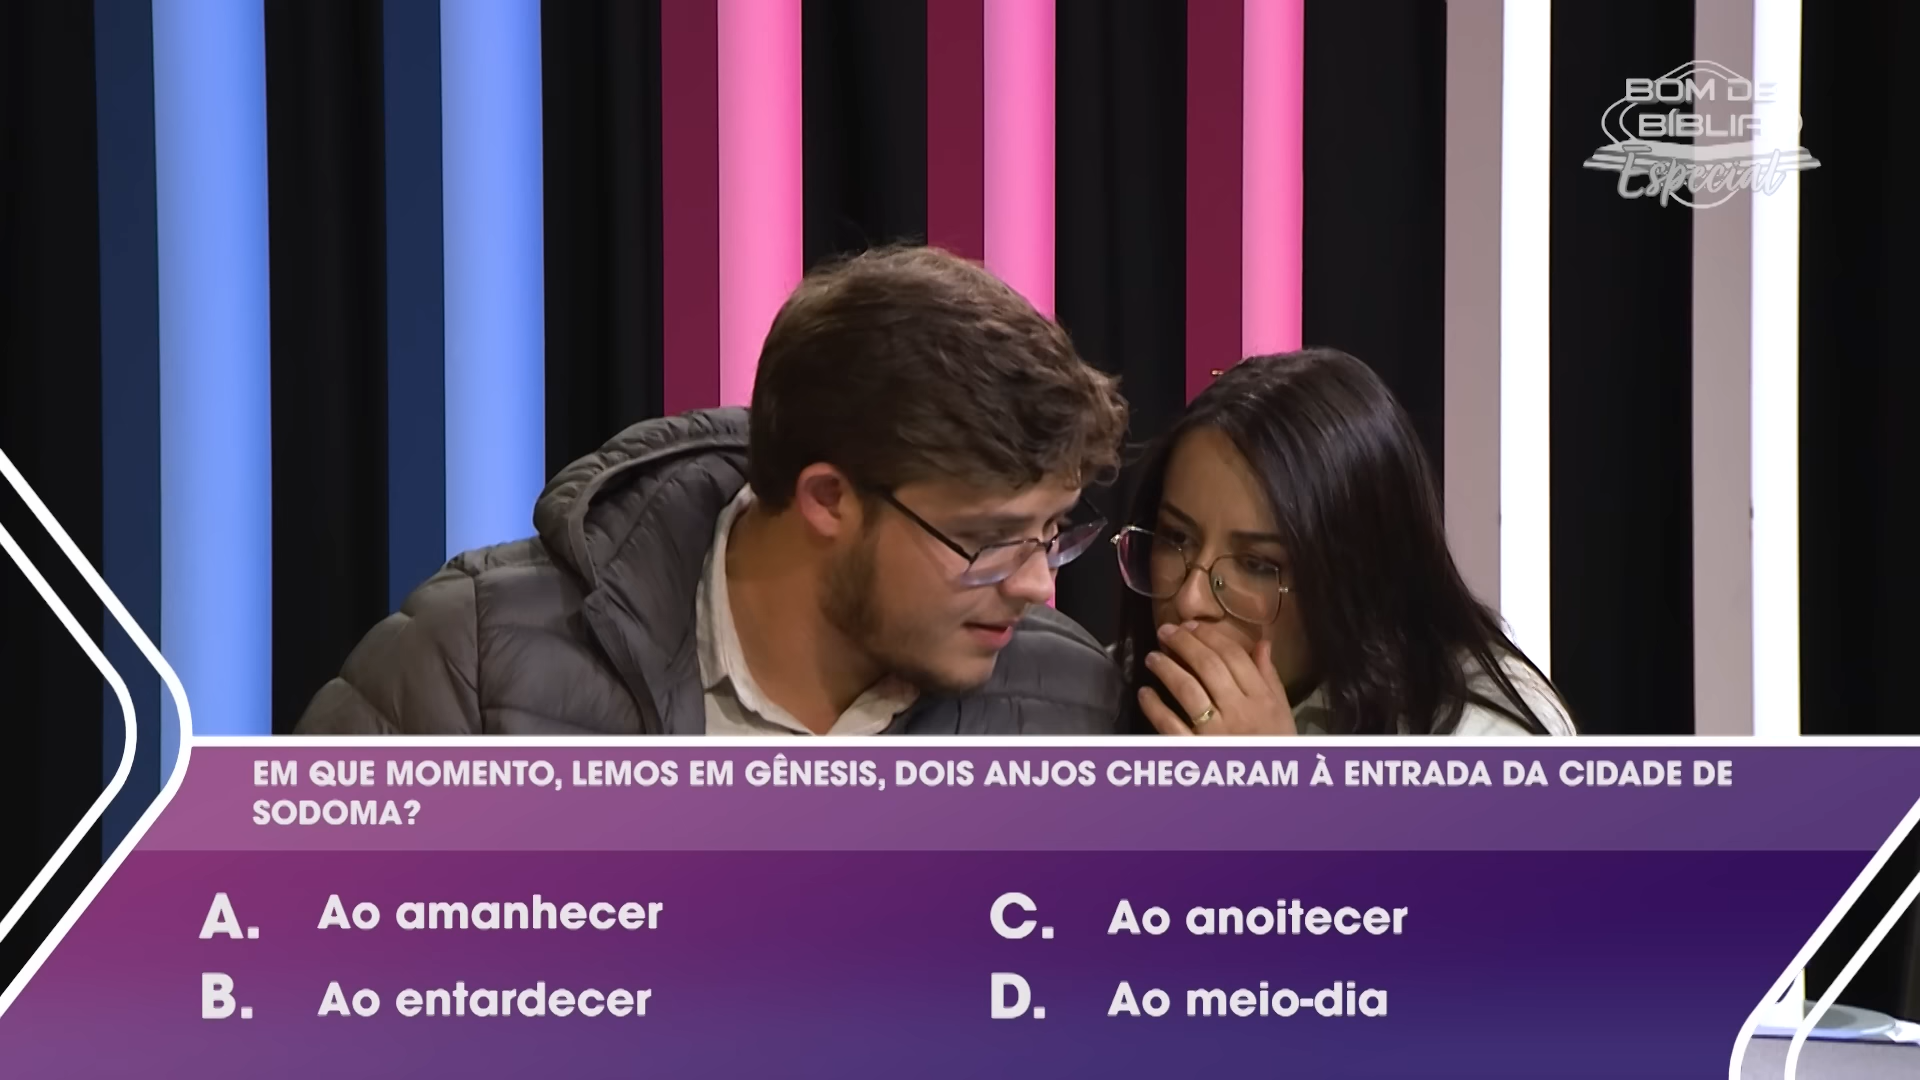 BOM DE
BÍBLIA
Especial
EM QUE MOMENTO, LEMOS EM GÊNESIS, DOIS ANJOS CHEGARAM À ENTRADA DA CIDADE DE
SODOMA?
A. Ao amanhecer
C. Ao anoitecer
B. Ao entardecer
D. Ao meio-dia